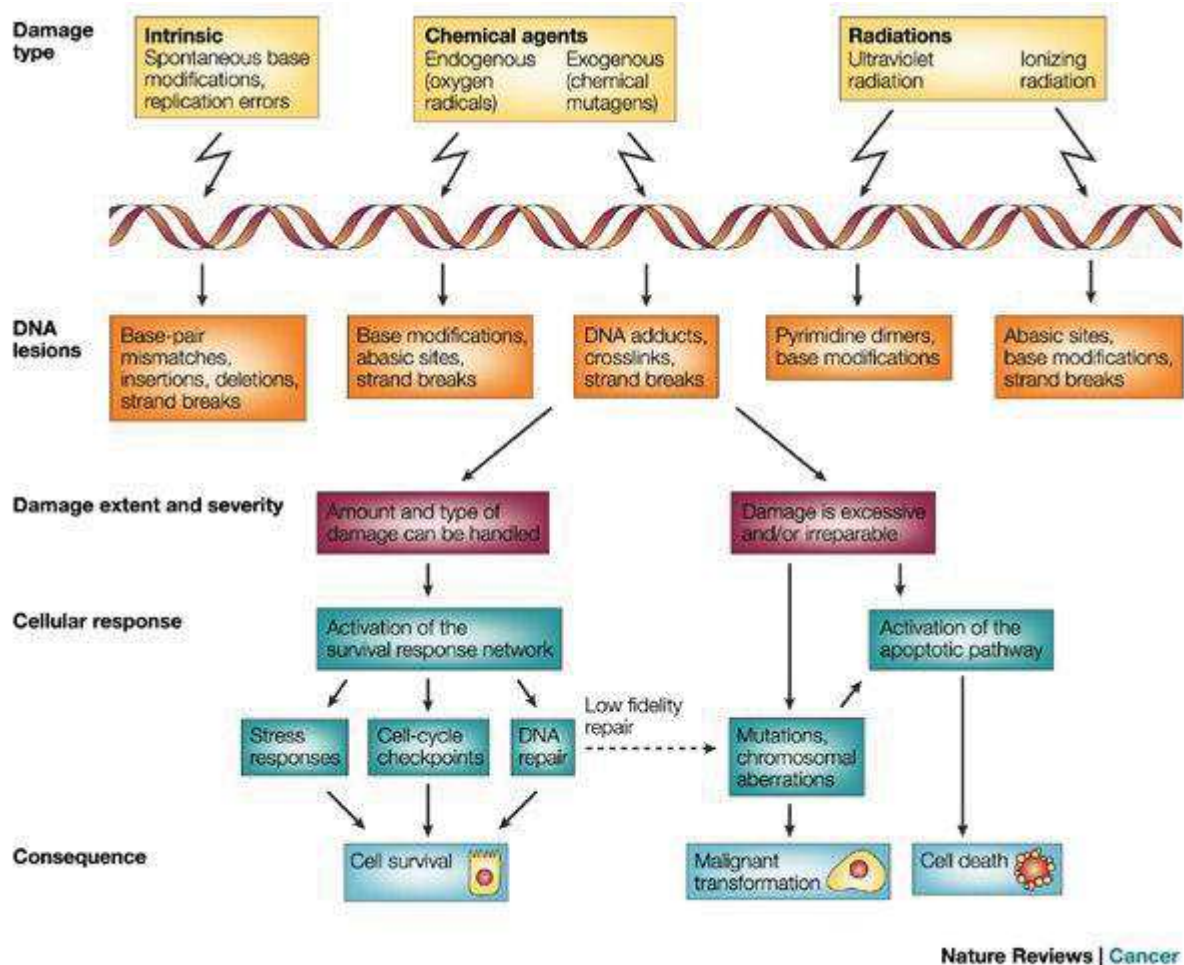 Damage
type
Intrinsic
Spontaneous base
modifications,
replication errors
Chemical agents
Endogenous
(oxygen
radicals)
Exogenous
(chemical
mutagens)
Radiations
Ultraviolet
radiation
Ionizing
radiation
DNA
lesions
Base-pair
mismatches,
insertions, deletions,
strand breaks
Base modifications,
abasic sites,
strand breaks
DNA adducts,
crosslinks,
strand breaks
Pyrimidine dimers,
base modifications
Abasic sites,
base modifications,
strand breaks
Damage extent and severity
Amount and type of
damage can be handled
Damage is excessive
and/or irreparable
Cellular response
Activation of the
survival response network
Activation of the
apoptotic pathway
Stress
responses
Cell-cycle
checkpoints
DNA
repair
Low fidelity
repair
Mutations,
chromosomal
aberrations
Consequence
Cell survival
Malignant
transformation
Cell death
Nature Reviews | Cancer